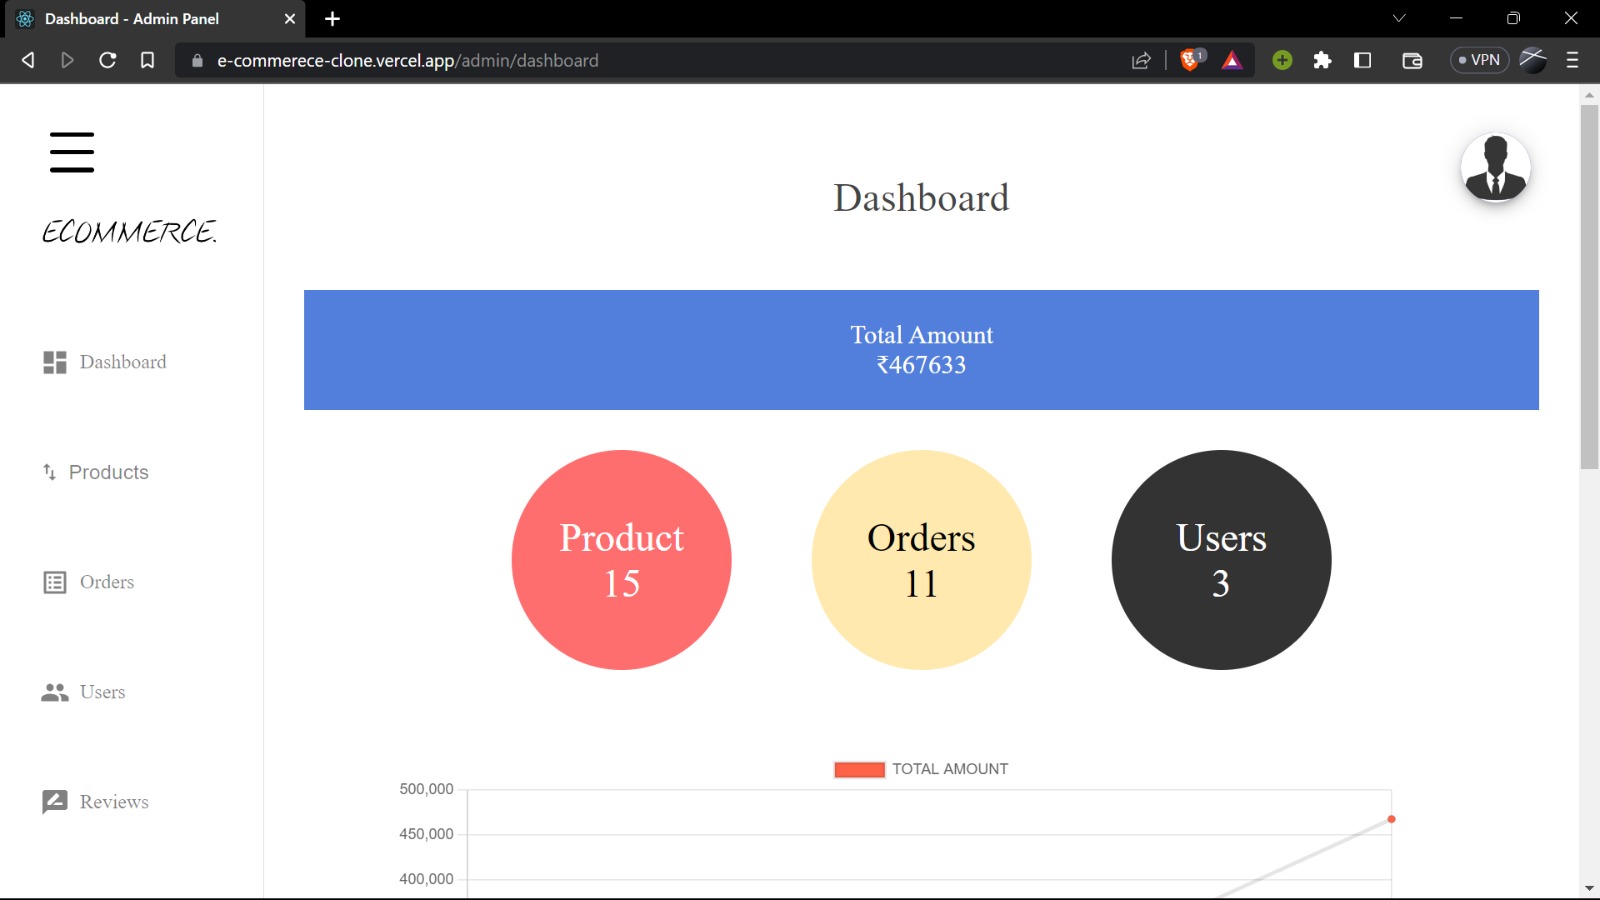 Dashboard - Admin Panel
e-commerece-clone.vercel.app/admin/dashboard
1
VPN
ECOMMERCE.
Dashboard
Products
Orders
Users
Reviews
Dashboard
Total Amount
₹467633
Product
15
Orders
11
Users
3
TOTAL AMOUNT
500,000
450,000
400,000